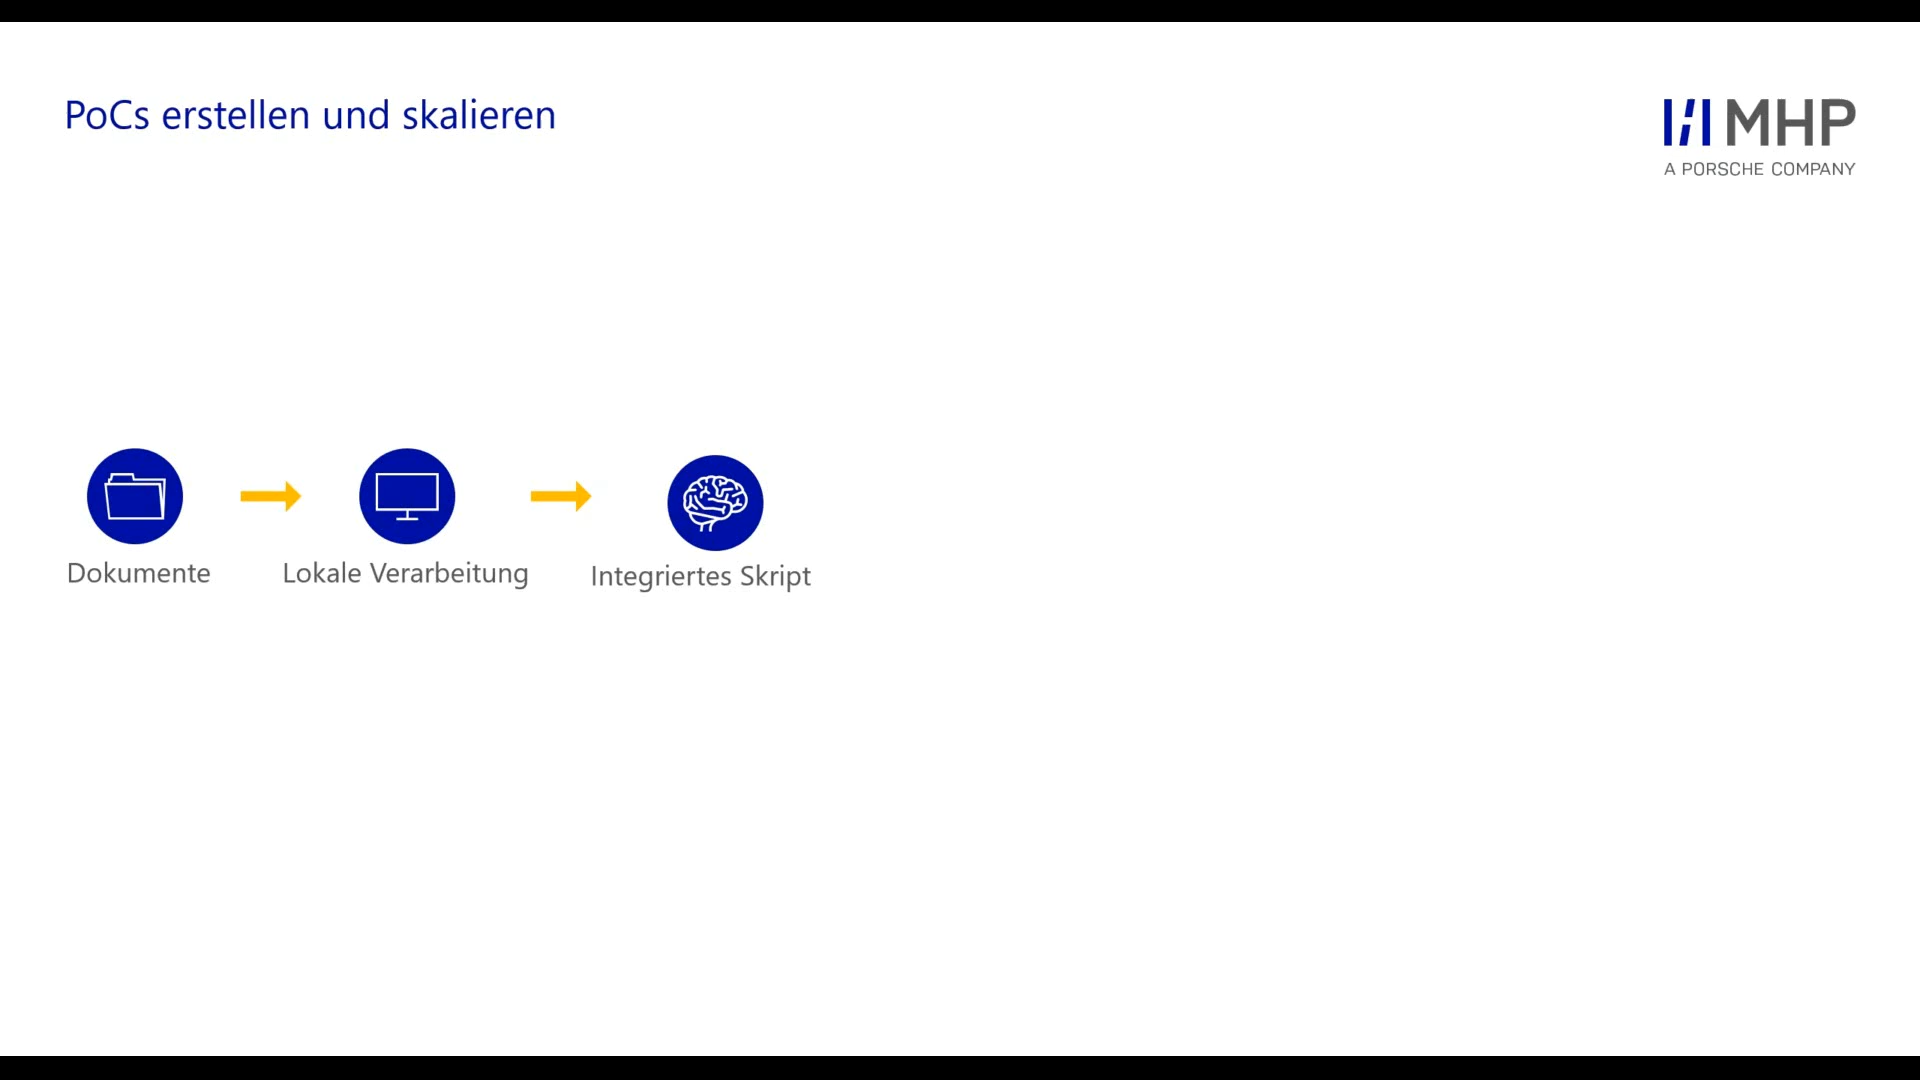 PoCs erstellen und skalieren
MHP
A PORSCHE COMPANY
Dokumente
Lokale Verarbeitung
Integriertes Skript